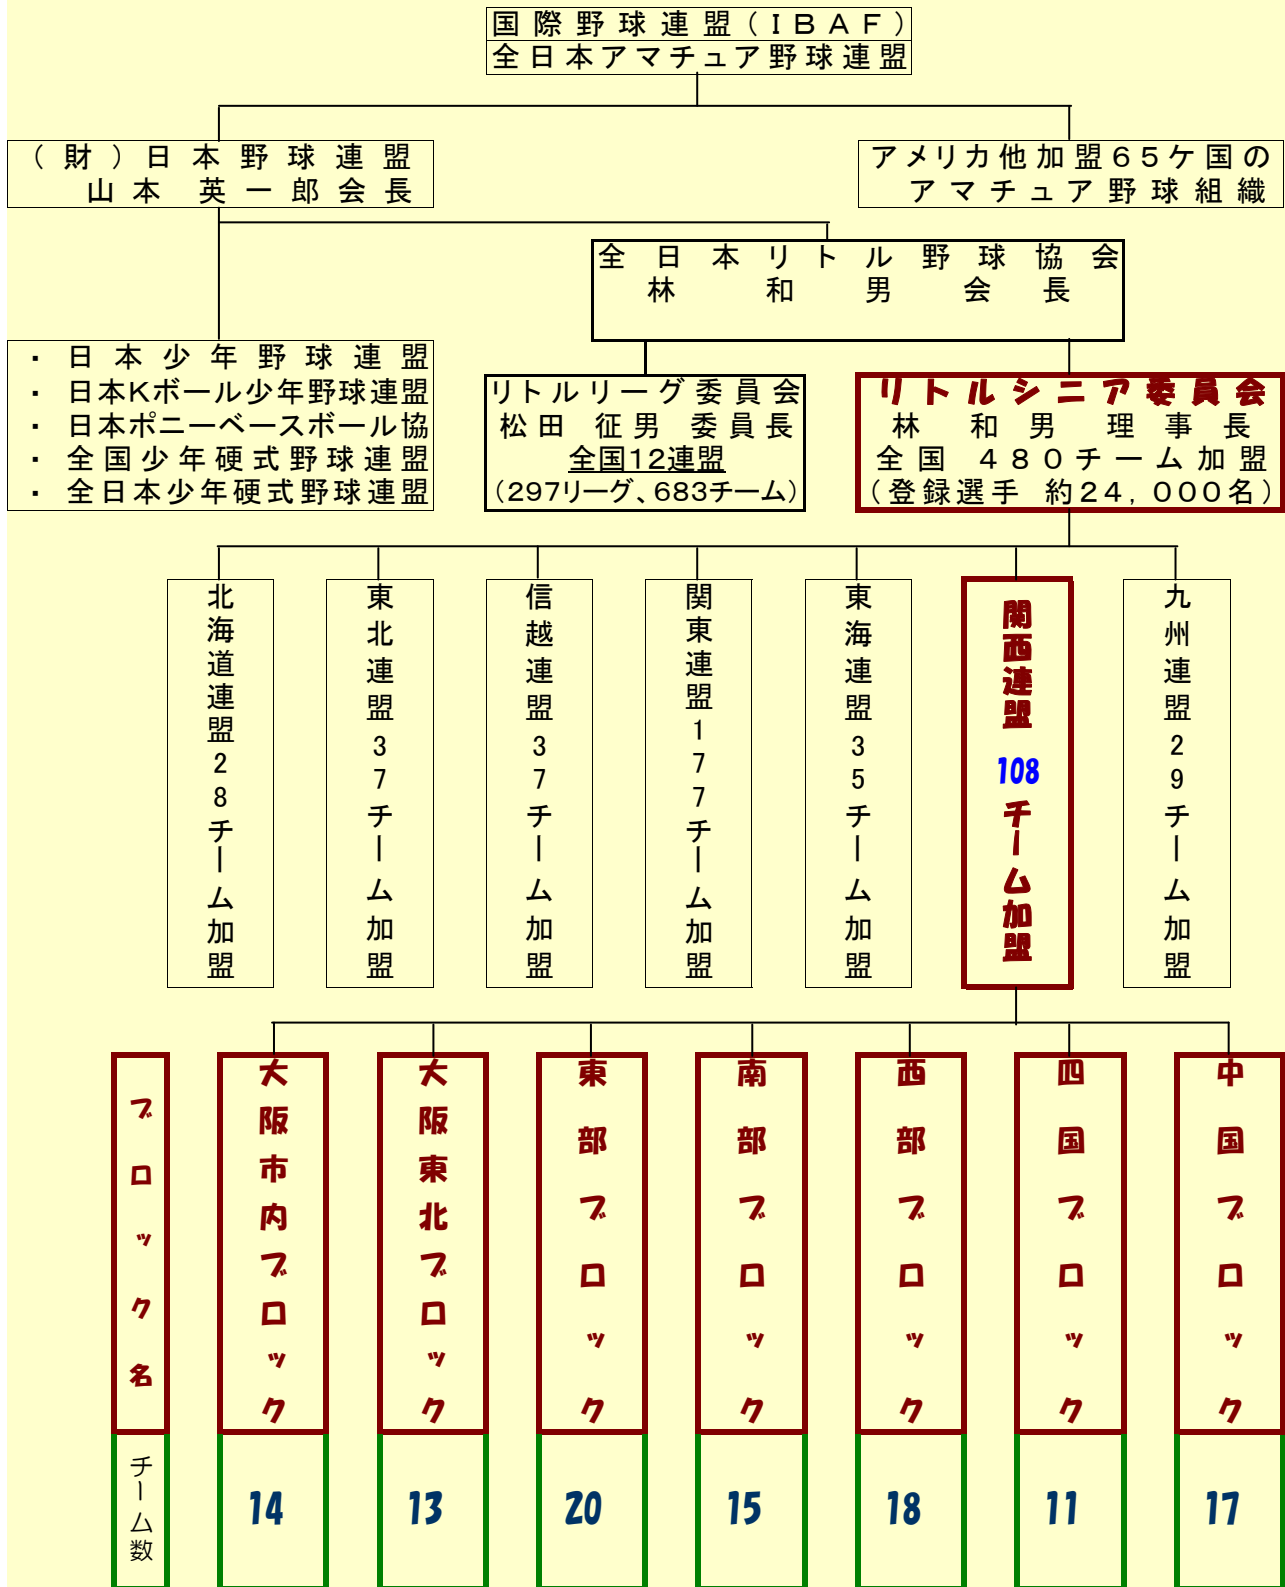 国際野球連盟(IBAF)
全日本アマチュア野球連盟
(財)日本野球連盟
山本 英一郎会長
アメリカ他加盟65ケ国の
アマチュア野球組織
全日本リトル野球協会
林 和男 会長
・ 日本少年野球連盟
・ 日本Kボール少年野球連盟
・ 日本ポニーベースボール協
・ 全国少年硬式野球連盟
・ 全日本少年硬式野球連盟
リトルリーグ委員会
松田 征男 委員長
全国12連盟
(297リーグ、683チーム)
リトルシニア委員会
林 和男 理事長
全国 480チーム加盟
(登録選手 約24,000名)
北海道連盟28チーム加盟
東北連盟37チーム加盟
信越連盟37チーム加盟
関東連盟177チーム加盟
東海連盟35チーム加盟
関西連盟 108チーム加盟
九州連盟29チーム加盟
ブロック名
大阪市内ブロック
大阪東北ブロック
東部ブロック
南部ブロック
西部ブロック
四国ブロック
中国ブロック
チーム数
14
13
20
15
18
11
17